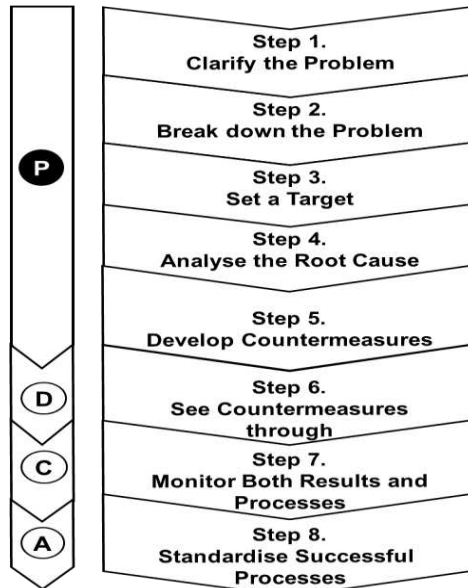 Step 1.
Clarify the Problem
Step 2.
Break down the Problem
P
Step 3.
Set a Target
Step 4.
Analyse the Root Cause
Step 5.
Develop Countermeasures
D
Step 6.
See Countermeasures
through
C
Step 7.
Monitor Both Results and
Processes
A
Step 8.
Standardise Successful
Processes